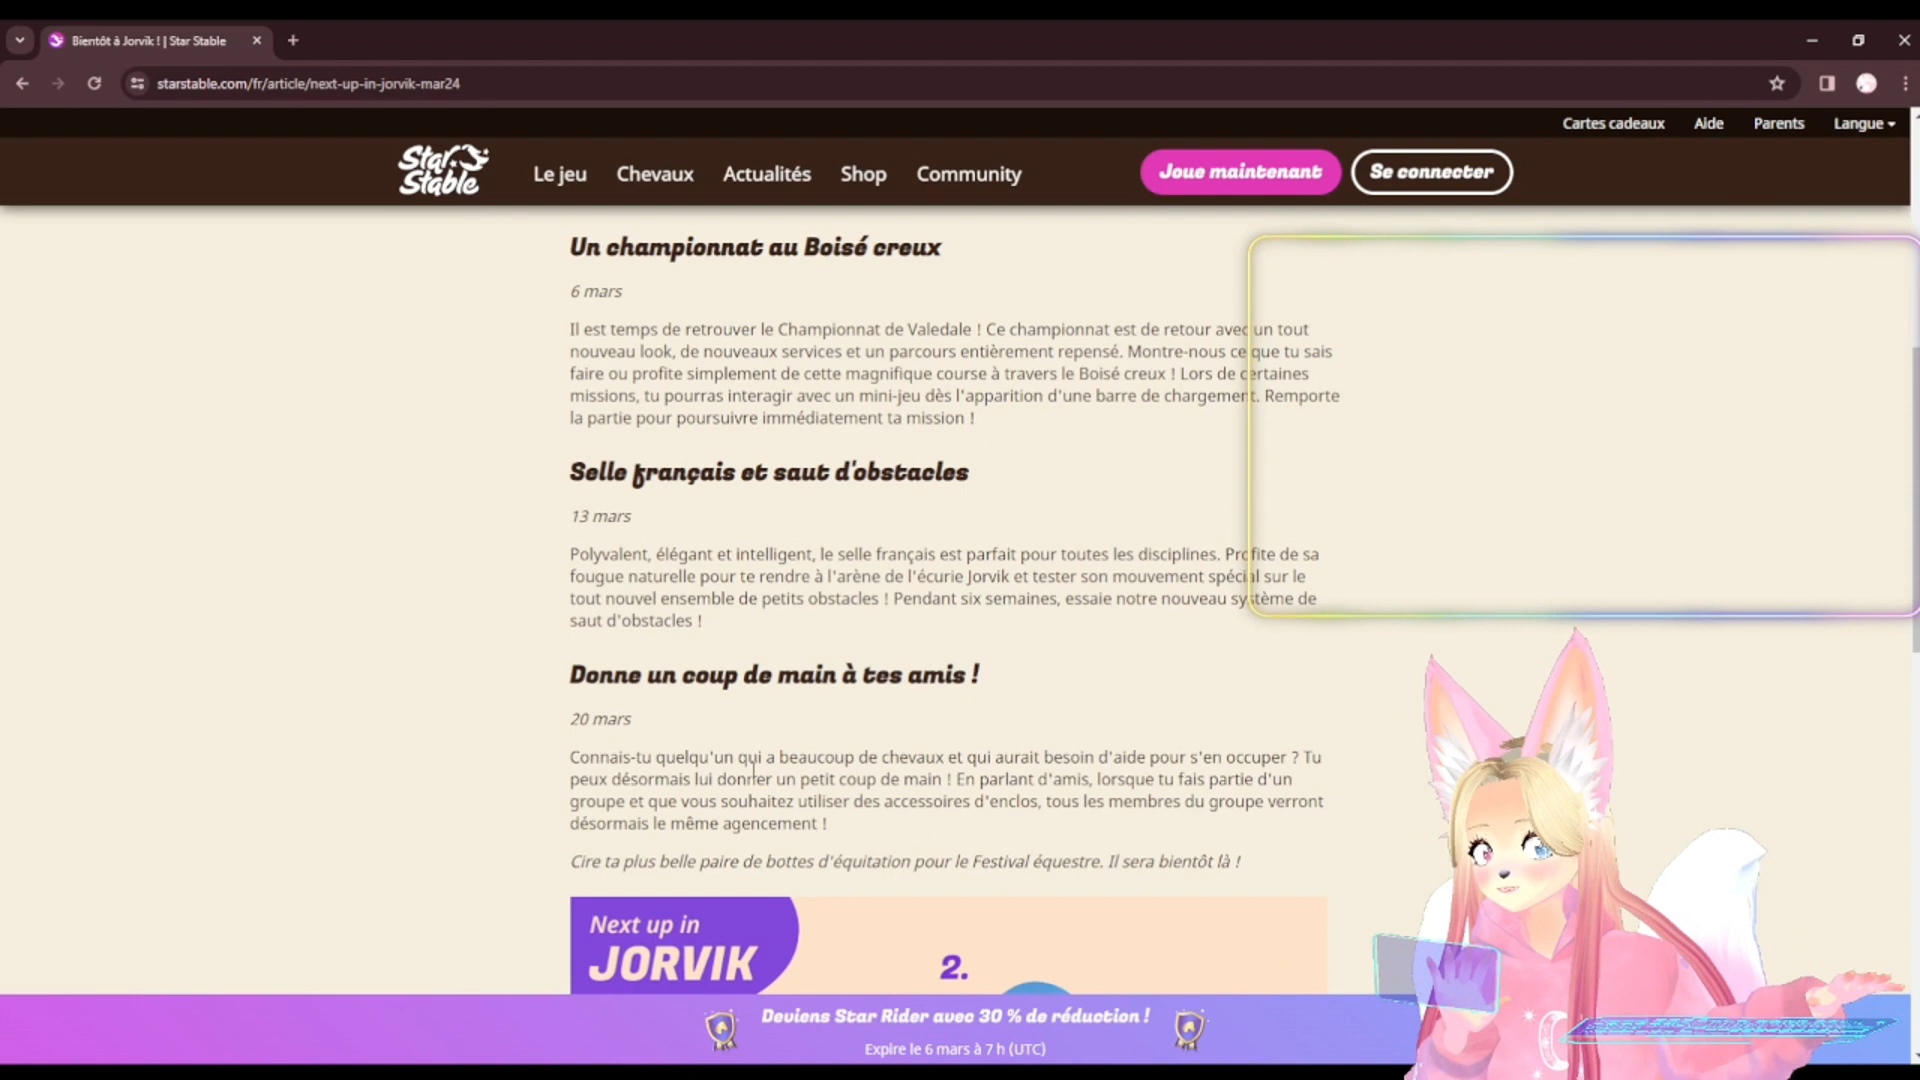 Bientôt à Jorvik ! | Star Stable
starstable.com/fr/article/next-up-in-jorvik-mar24
Cartes cadeaux Aide Parents Langue
Star Stable
Le jeu Chevaux Actualités Shop Community Joue maintenant Se connecter
Un championnat au Boisé creux
6 mars
Il est temps de retrouver le Championnat de Valedale ! Ce championnat est de retour avec un tout
nouveau look, de nouveaux services et un parcours entièrement repensé. Montre-nous ce que tu sais
faire ou profite simplement de cette magnifique course à travers le Boisé creux ! Lors de certaines
missions, tu pourras interagir avec un mini-jeu dès l'apparition d'une barre de chargement. Remporte
la partie pour poursuivre immédiatement ta mission !
Selle français et saut d'obstacles
13 mars
Polyvalent, élégant et intelligent, le selle français est parfait pour toutes les disciplines. Profite de sa
fougue naturelle pour te rendre à l'arène de l'écurie Jorvik et tester son mouvement spécial sur le
tout nouvel ensemble de petits obstacles ! Pendant six semaines, essaie notre nouveau système de
saut d'obstacles !
Donne un coup de main à tes amis !
20 mars
Connais-tu quelqu'un qui a beaucoup de chevaux et qui aurait besoin d'aide pour s'en occuper ? Tu
peux désormais lui donner un petit coup de main ! En parlant d'amis, lorsque tu fais partie d'un
groupe et que vous souhaitez utiliser des accessoires d'enclos, tous les membres du groupe verront
désormais le même agencement !
Cire ta plus belle paire de bottes d'équitation pour le Festival équestre. Il sera bientôt là !
Next up in
JORVIK
2.
Deviens Star Rider avec 30 % de réduction !
Expire le 6 mars à 7 h (UTC)